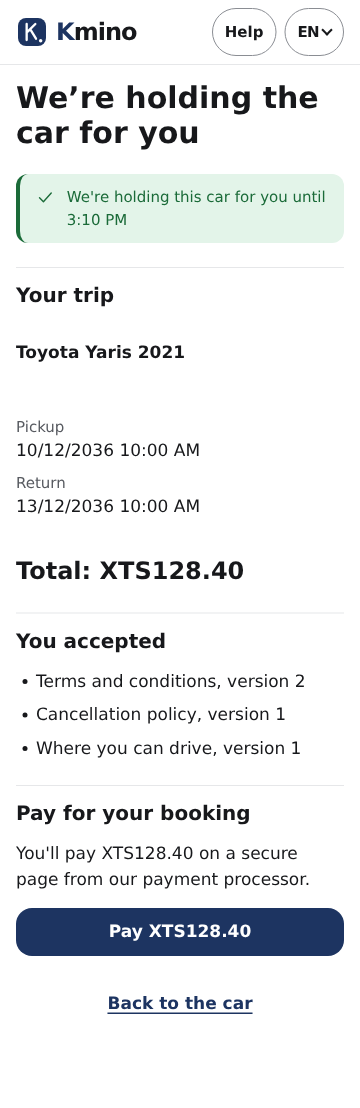 K. Kmino
Help
EN
We’re holding the
car for you
We're holding this car for you until
3:10 PM
Your trip
Toyota Yaris 2021
Pickup
10/12/2036 10:00 AM
Return
13/12/2036 10:00 AM
Total: XTS128.40
You accepted
• Terms and conditions, version 2
• Cancellation policy, version 1
• Where you can drive, version 1
Pay for your booking
You'll pay XTS128.40 on a secure
page from our payment processor.
Pay XTS128.40
Back to the car